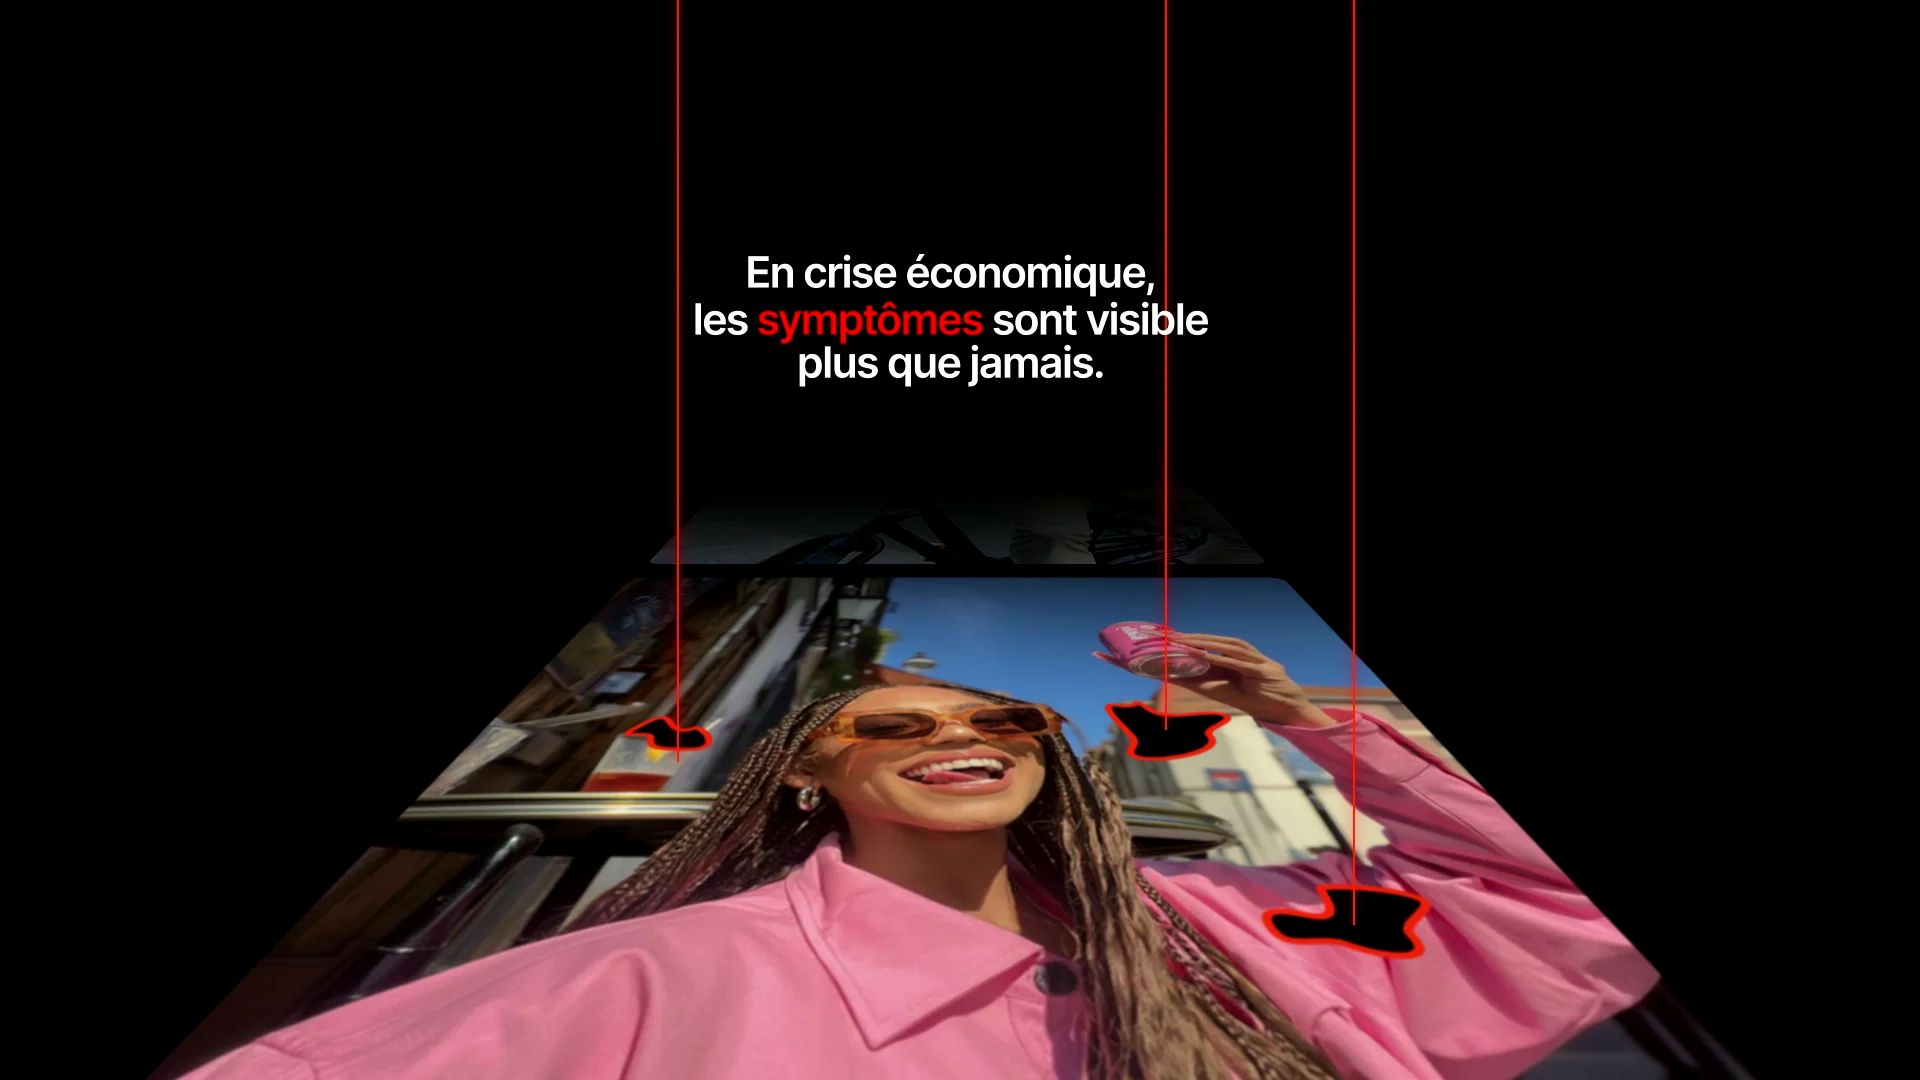 En crise économique,
les symptômes sont visible
plus que jamais.